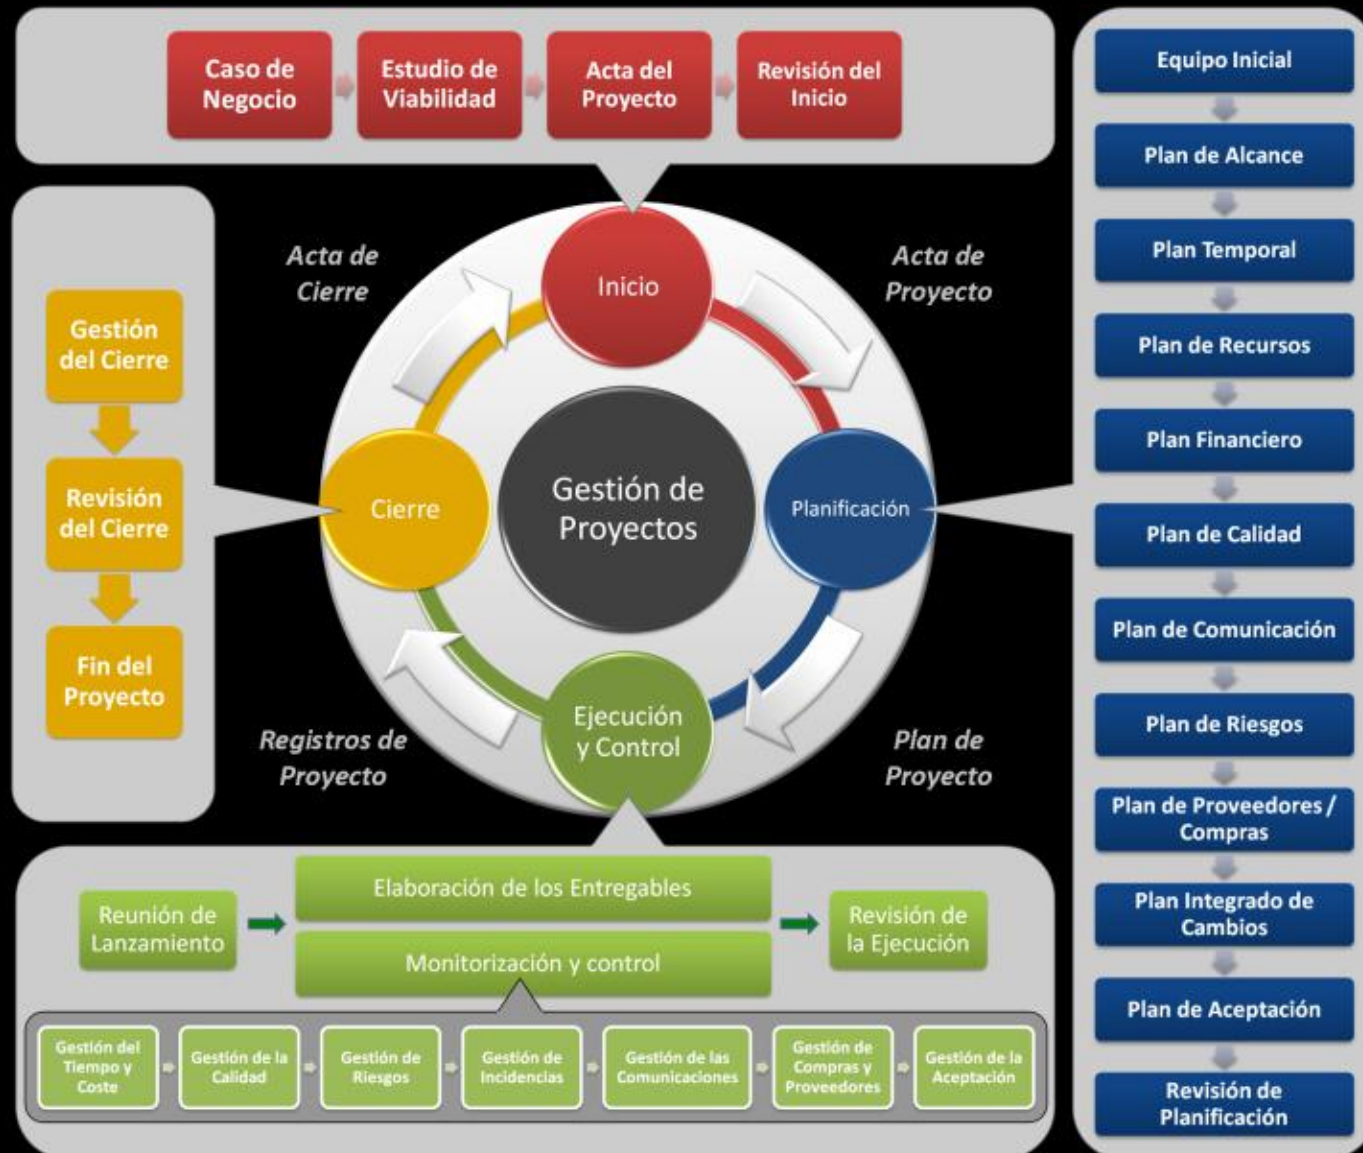 Caso de
Negocio
Estudio de
Viabilidad
Acta del
Proyecto
Revisión del
Inicio
Equipo Inicial
Plan de Alcance
Plan Temporal
Plan de Recursos
Plan Financiero
Plan de Calidad
Plan de Comunicación
Plan de Riesgos
Plan de Proveedores /
Compras
Plan Integrado de
Cambios
Plan de Aceptación
Revisión de
Planificación
Gestión
del Cierre
Revisión
del Cierre
Fin del
Proyecto
Acta de
Cierre
Inicio
Acta de
Proyecto
Cierre
Gestión de
Proyectos
Planificación
Registros de
Proyecto
Ejecución
y Control
Plan de
Proyecto
Reunión de
Lanzamiento
Elaboración de los Entregables
Monitorización y control
Revisión de
la Ejecución
Gestión del
Tiempo y
Coste
Gestión de la
Calidad
Gestión de
Riesgos
Gestión de
Incidencias
Gestión de las
Comunicaciones
Gestión de
Compras y
Proveedores
Gestión de la
Aceptación